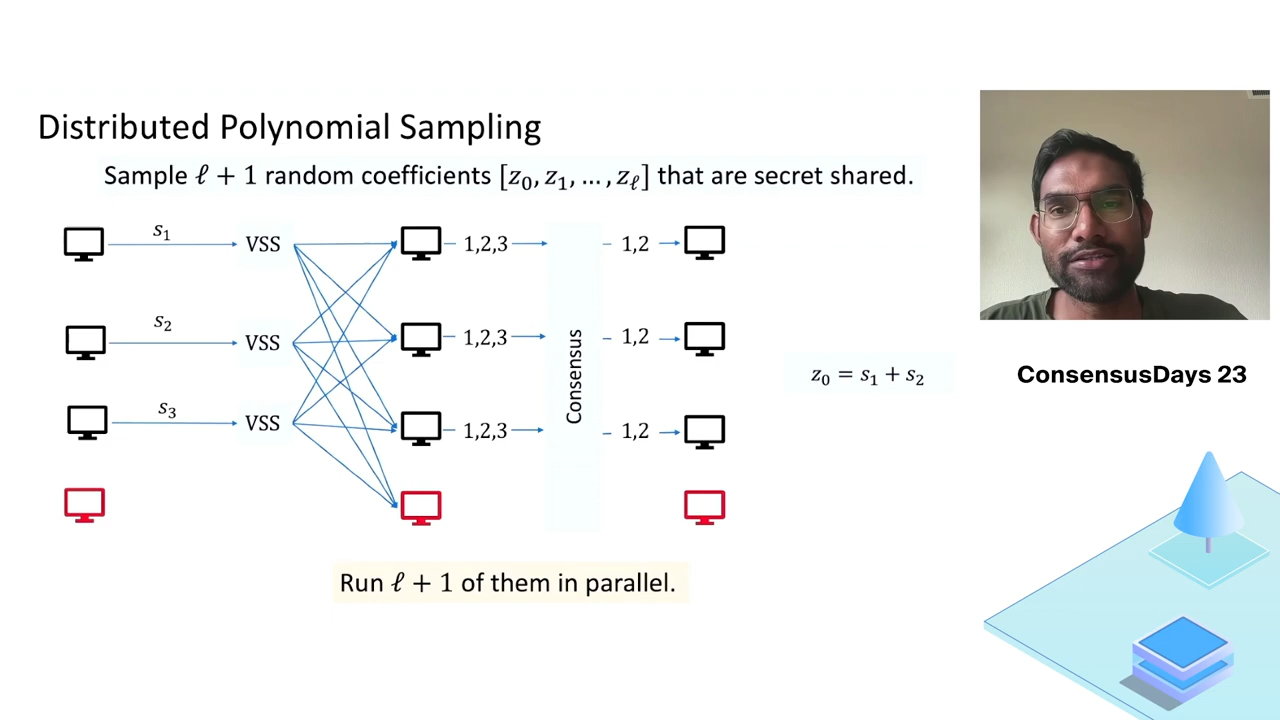 Distributed Polynomial Sampling
Sample ℓ + 1 random coefficients [z₀, z₁, … , zℓ] that are secret shared.
s₁
VSS
1,2,3
1,2
s₂
VSS
1,2,3
1,2
s₃
VSS
1,2,3
1,2
Consensus
z₀ = s₁ + s₂
Run ℓ + 1 of them in parallel.
ConsensusDays 23